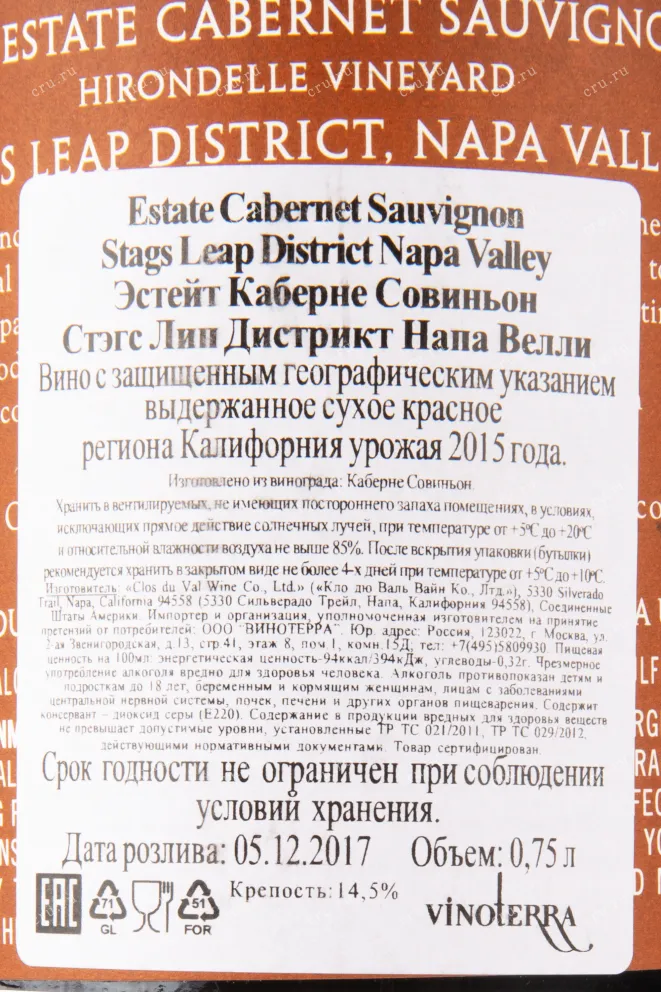 ESTATE CABERNET SAUVIGNO
HIRONDELLE VINEYARD
S LEAP DISTRICT, NAPA VALL
Estate Cabernet Sauvignon
Stags Leap District Napa Valley
Эстейт Каберне Совиньон
Стэгс Лип Дистрикт Напа Велли
Вино с защищенным географическим указанием
выдержанное сухое красное
региона Калифорния урожая 2015 года.
Изготовлено из винограда: Каберне Совиньон.
Хранить в вентилируемых, не имеющих постороннего запаха помещениях, в условиях,
исключающих прямое действие солнечных лучей, при температуре от +5°С до +20°С
и относительной влажности воздуха не выше 85%. После вскрытия упаковки (бутылки)
рекомендуется хранить в закрытом виде не более 4-х дней при температуре от +5°С до +10°С.
Изготовитель: «Clos du Val Wine Co., Ltd.» («Кло дю Валь Вайн Ко., Лтд.»), 5330 Silverado
Trail, Napa, California 94558 (5330 Сильверадо Трейл, Напа, Калифорния 94558), Соединенные
Штаты Америки. Импортер и организация, уполномоченная изготовителем на принятие
претензий от потребителей: ООО "ВИНОТЕРРА". Юр. адрес: Россия, 123022, г. Москва, ул.
2-ая Звенигородская, д.13, стр.41, этаж 8, пом 1, комн.15Д, тел: +7(495)5809930. Пищевая
ценность на 100мл: энергетическая ценность-94ккал/394кДж, углеводы-0,32г. Чрезмерное
употребление алкоголя вредно для здоровья человека. Алкоголь противопоказан детям и
подросткам до 18 лет, беременным и кормящим женщинам, лицам с заболеваниями
центральной нервной системы, почек, печени и других органов пищеварения. Содержит
консервант - диоксид серы (Е220). Содержание в продукции вредных для здоровья веществ
не превышает допустимые уровни, установленные ТР ТС 021/2011, ТР ТС 029/2012,
действующими нормативными документами. Товар сертифицирован.
Срок годности не ограничен при соблюдении
условий хранения.
Дата розлива: 05.12.2017 Объем: 0,75 л
Крепость: 14,5%
EAC 71 GL 51 FOR
VINOTERRA